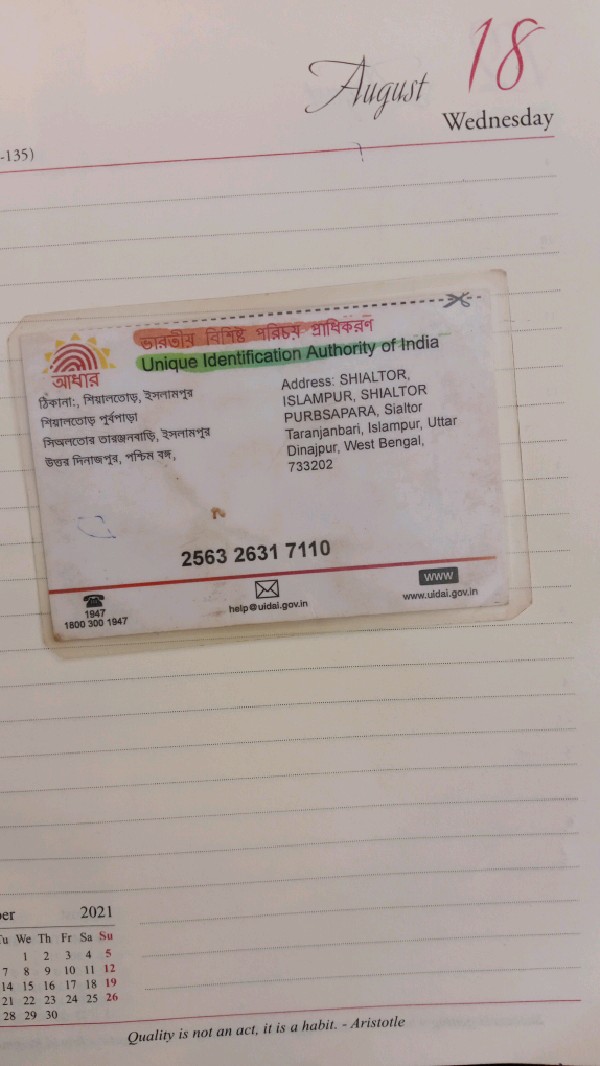 August 18
Wednesday
-135)
ভারতীয় বিশিষ্ট পরিচয় প্রাধিকরণ
Unique Identification Authority of India
আধার
ঠিকানা:, শিয়ালতোড়, ইসলামপুর
শিয়ালতোড় পুর্বপাড়া
সিঅলতোর তারঞ্জনবাড়ি, ইসলামপুর
উত্তর দিনাজপুর, পশ্চিম বঙ্গ,
Address: SHIALTOR,
ISLAMPUR, SHIALTOR
PURBSAPARA, Sialtor
Taranjanbari, Islampur, Uttar
Dinajpur, West Bengal,
733202
2563 2631 7110
1947
1800 300 1947
help@uidai.gov.in
www
www.uidai.gov.in
er 2021
Tu We Th Fr Sa Su
1 2 3 4 5
7 8 9 10 11 12
14 15 16 17 18 19
21 22 23 24 25 26
28 29 30
Quality is not an act, it is a habit. - Aristotle